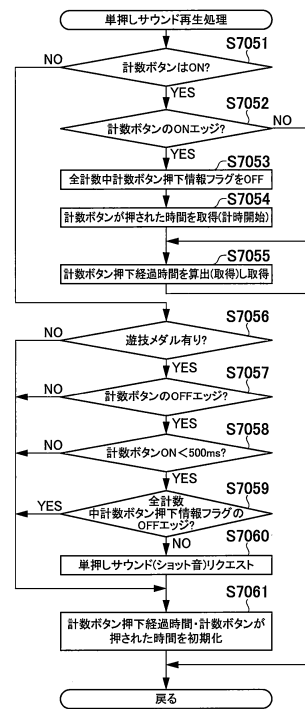 単押しサウンド再生処理
S7051
計数ボタンはON?
NO
YES
S7052
計数ボタンのONエッジ?
NO
YES
S7053
全計数中計数ボタン押下情報フラグをOFF
S7054
計数ボタンが押された時間を取得(計時開始)
S7055
計数ボタン押下経過時間を算出(取得)し取得
S7056
遊技メダル有り?
NO
YES
S7057
計数ボタンのOFFエッジ?
NO
YES
S7058
計数ボタンON<500ms?
NO
YES
S7059
全計数
中計数ボタン押下情報フラグの
OFFエッジ?
YES
NO
S7060
単押しサウンド(ショット音)リクエスト
S7061
計数ボタン押下経過時間・計数ボタンが
押された時間を初期化
戻る